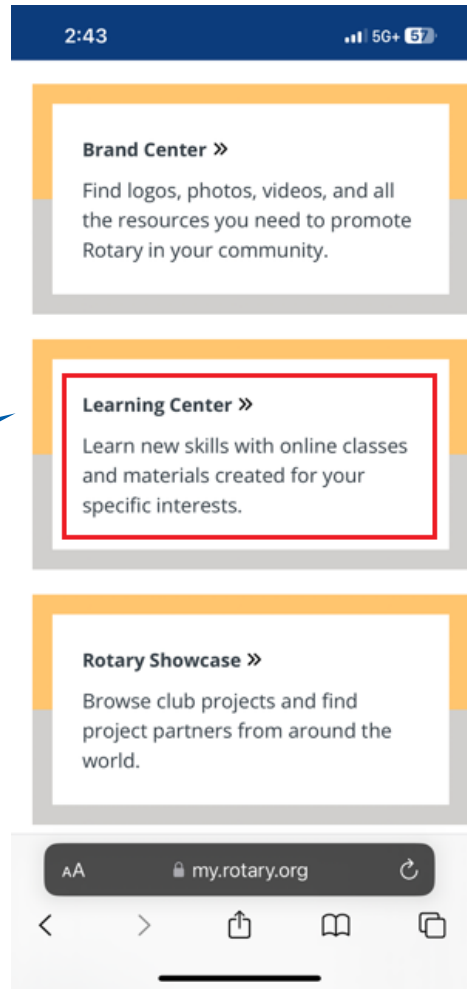 2:43 5G+ 57
Brand Center »
Find logos, photos, videos, and all
the resources you need to promote
Rotary in your community.
Learning Center »
Learn new skills with online classes
and materials created for your
specific interests.
Rotary Showcase »
Browse club projects and find
project partners from around the
world.
AA my.rotary.org